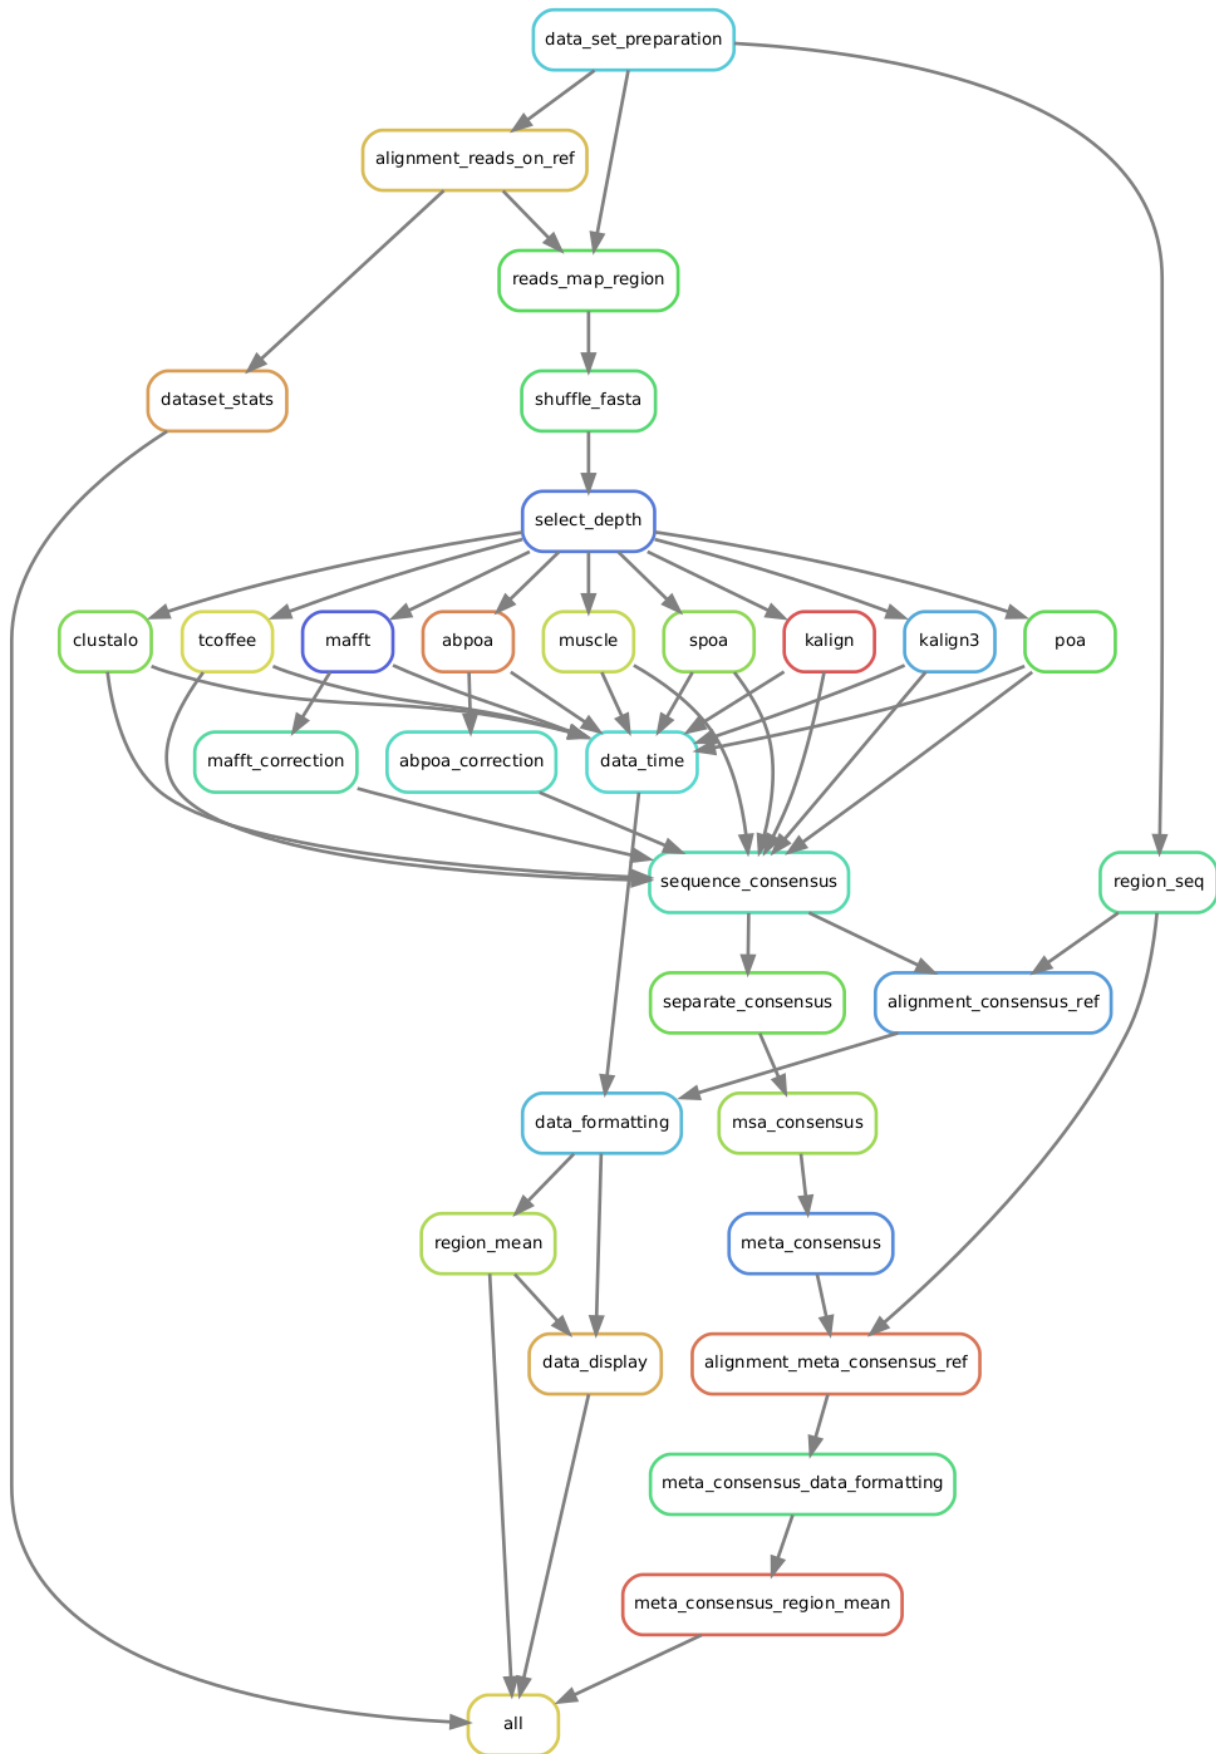 data_set_preparation
alignment_reads_on_ref
reads_map_region
dataset_stats
shuffle_fasta
select_depth
clustalo
tcoffee
mafft
abpoa
muscle
spoa
kalign
kalign3
poa
mafft_correction
abpoa_correction
data_time
sequence_consensus
region_seq
separate_consensus
alignment_consensus_ref
data_formatting
msa_consensus
region_mean
meta_consensus
data_display
alignment_meta_consensus_ref
meta_consensus_data_formatting
meta_consensus_region_mean
all